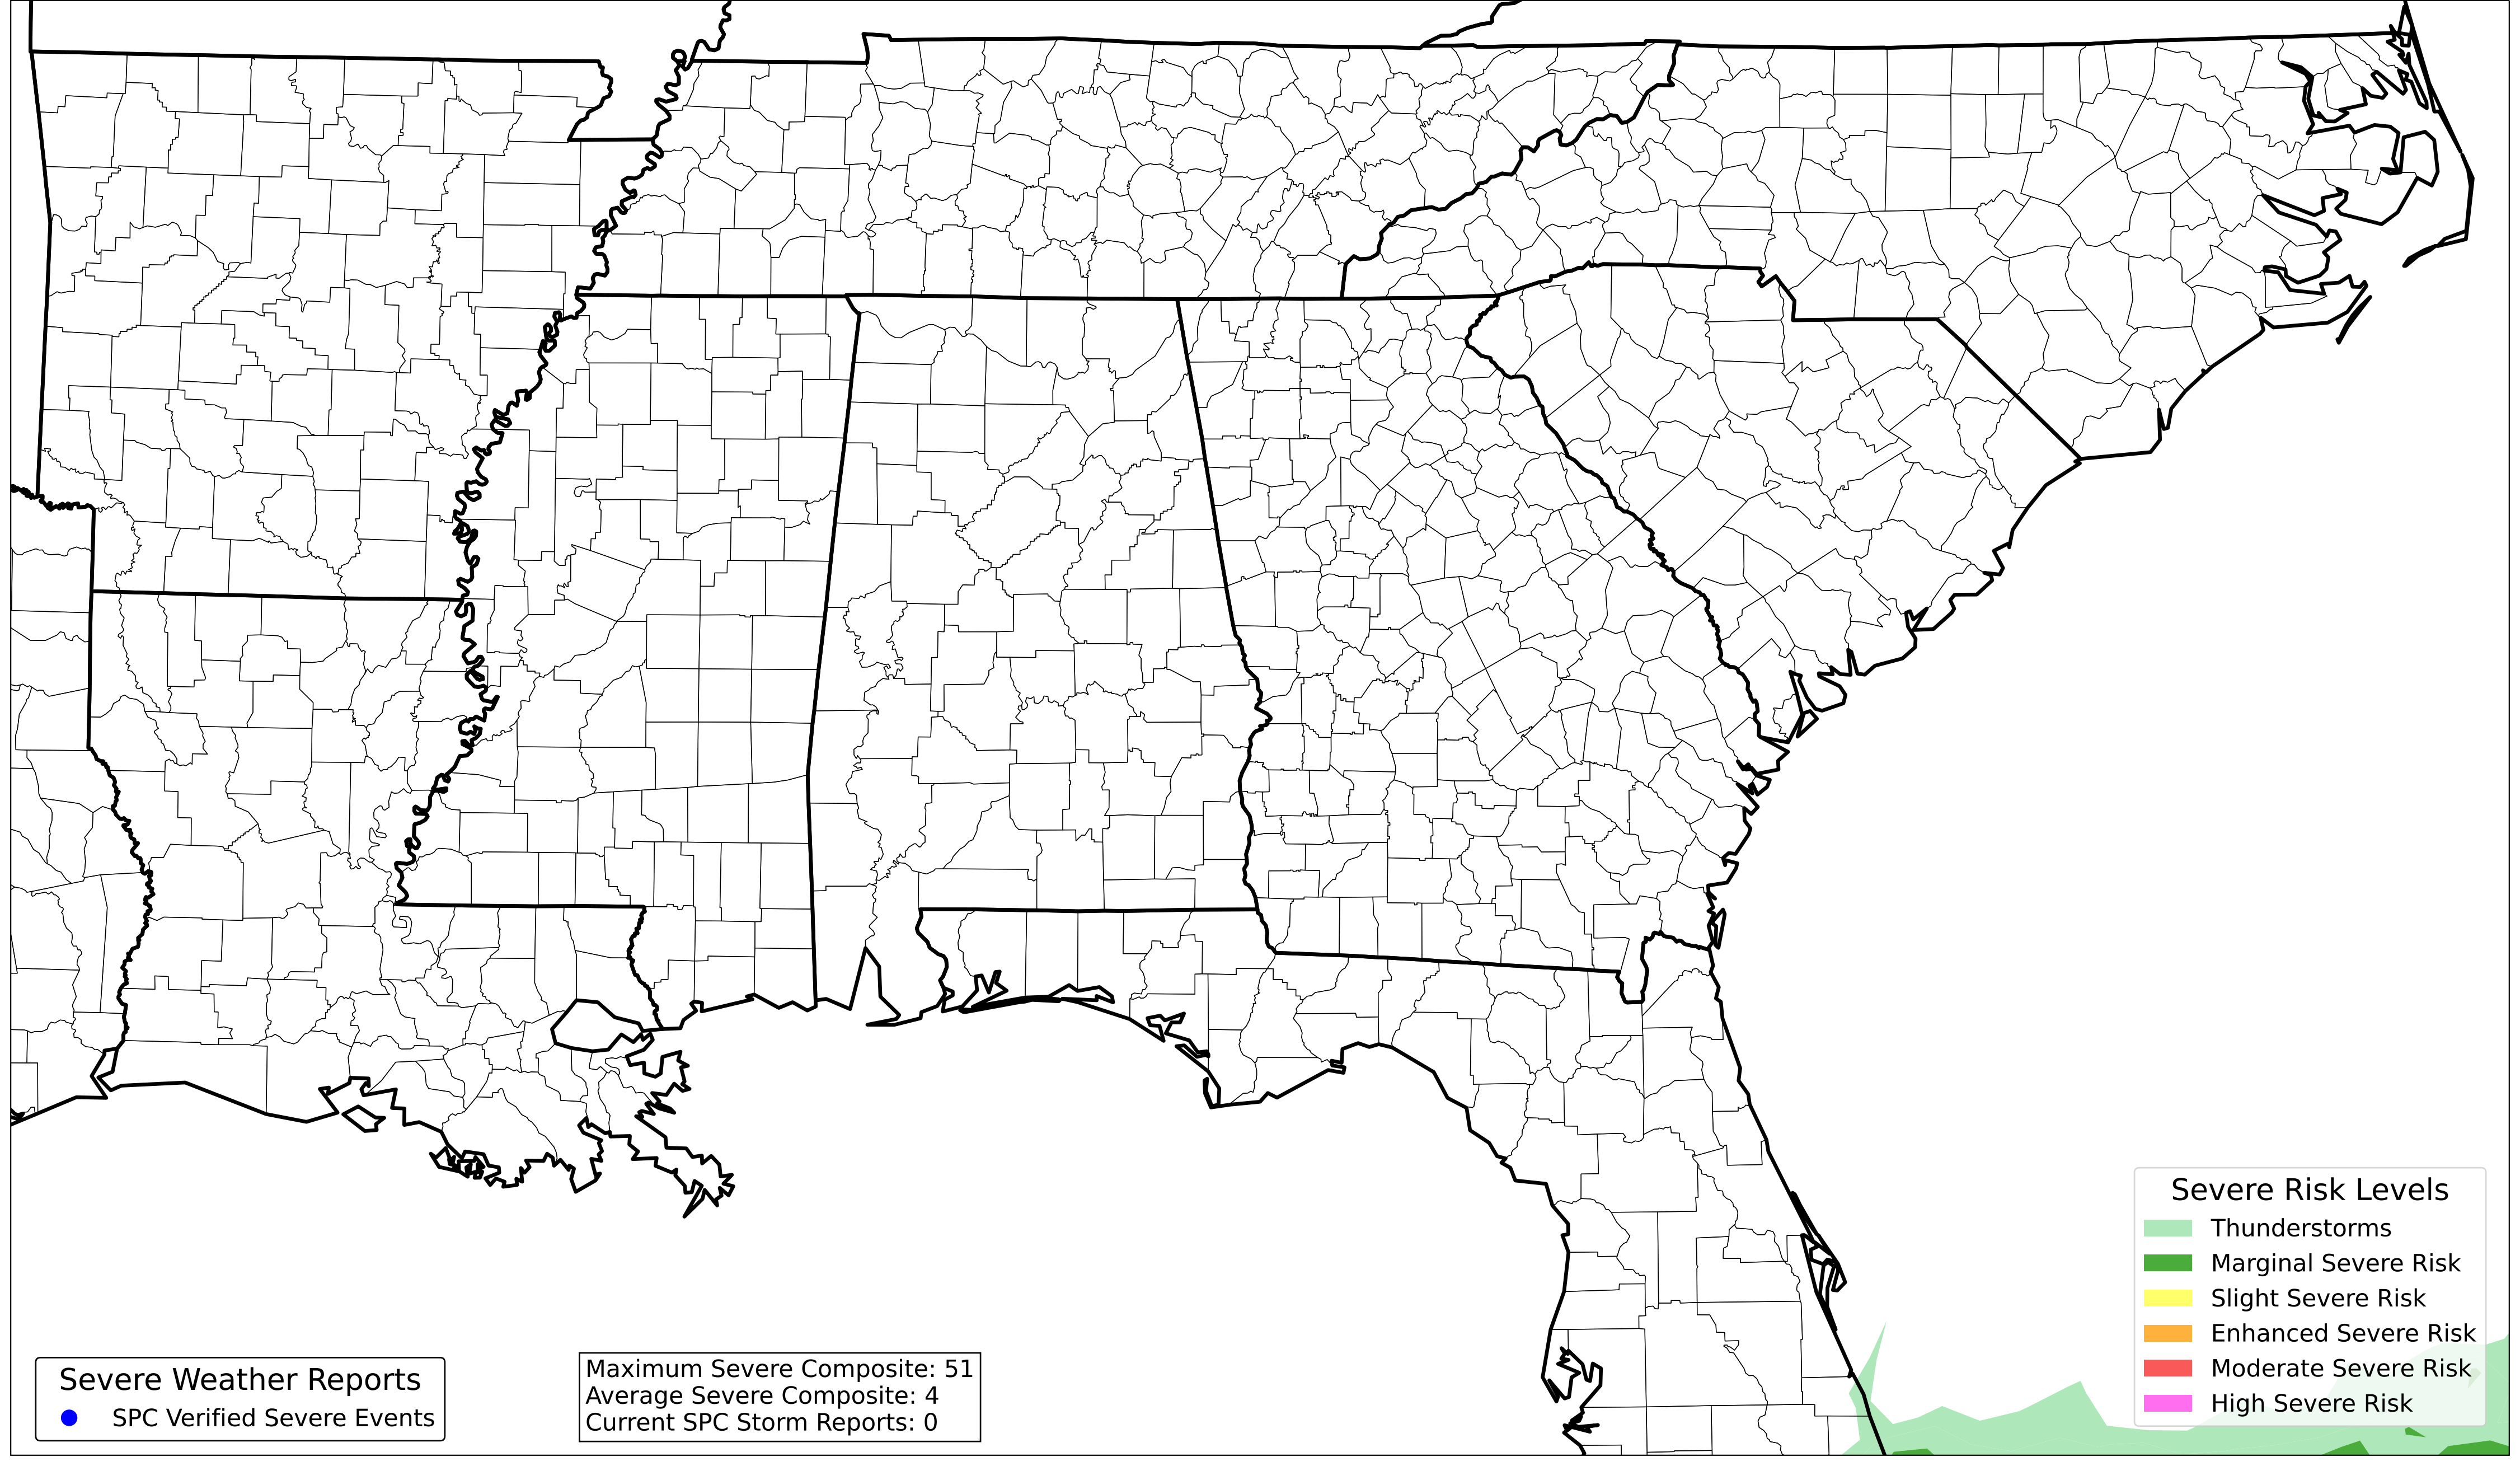 Severe Risk Levels
Thunderstorms
Marginal Severe Risk
Slight Severe Risk
Enhanced Severe Risk
Moderate Severe Risk
High Severe Risk
Severe Weather Reports
SPC Verified Severe Events
Maximum Severe Composite: 51
Average Severe Composite: 4
Current SPC Storm Reports: 0